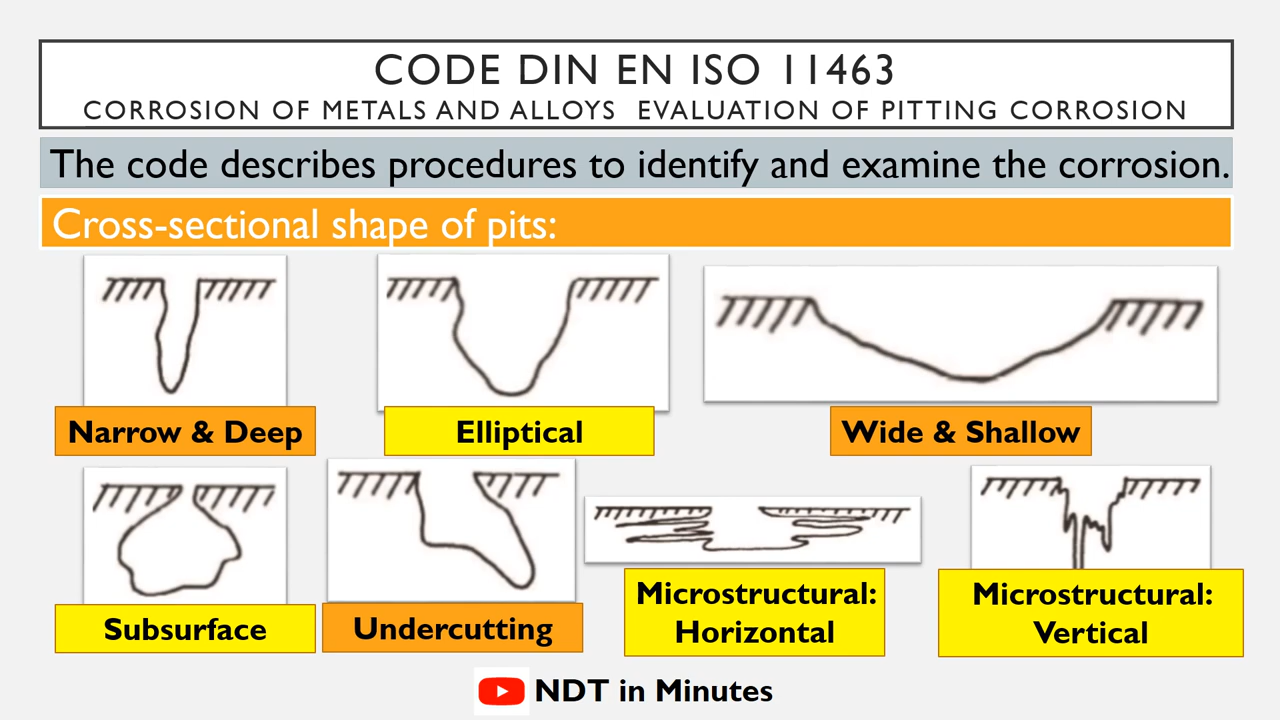 CODE DIN EN ISO 11463
CORROSION OF METALS AND ALLOYS EVALUATION OF PITTING CORROSION
The code describes procedures to identify and examine the corrosion.
Cross-sectional shape of pits:
Narrow & Deep
Elliptical
Wide & Shallow
Subsurface
Undercutting
Microstructural:
Horizontal
Microstructural:
Vertical
NDT in Minutes